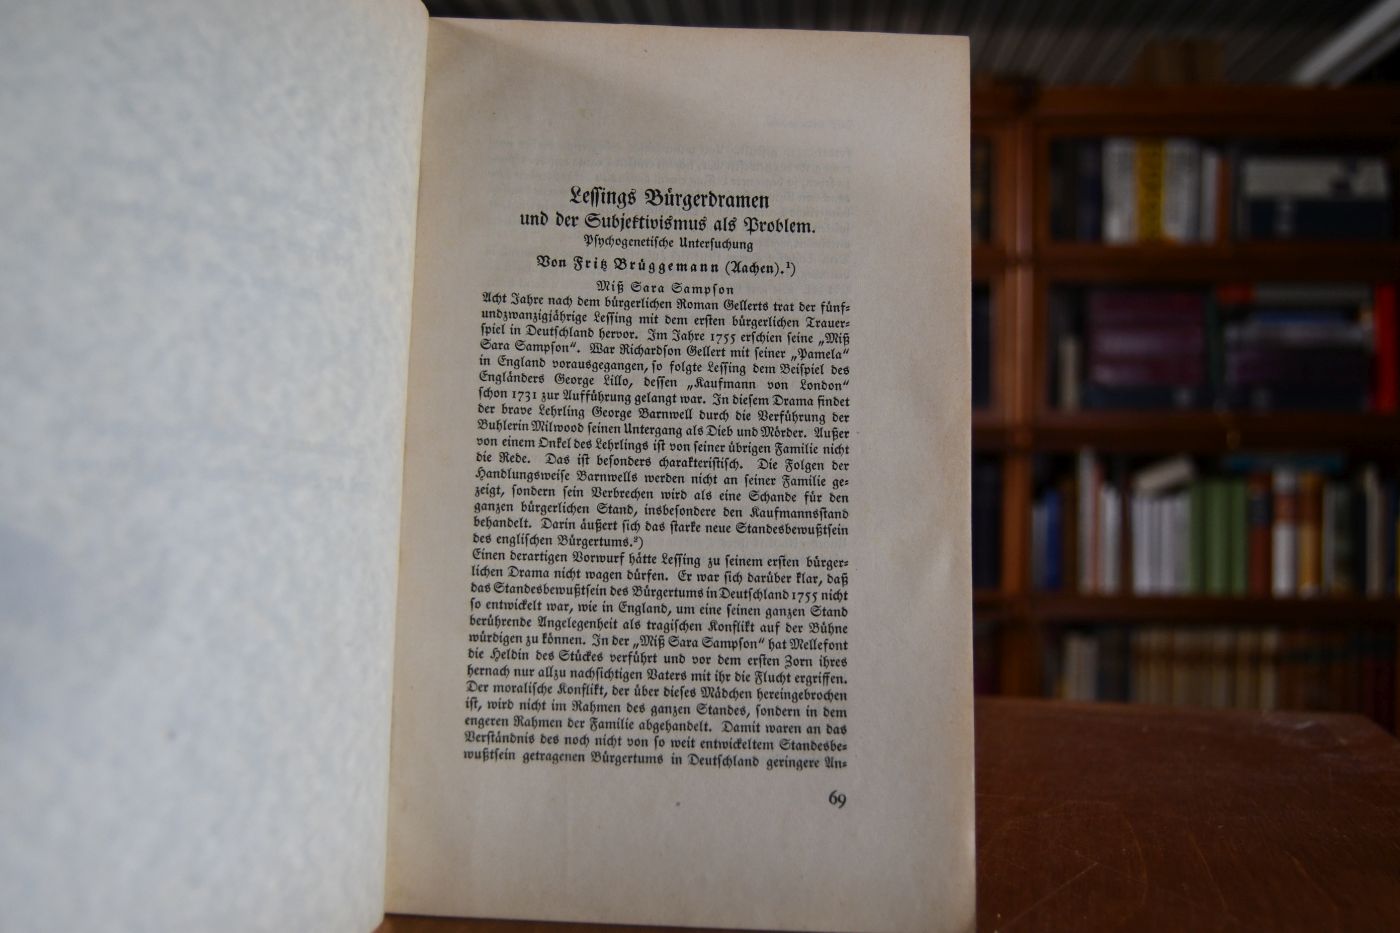 Lessings Bürgerdramen
und der Subjektivismus als Problem.
Psychogenetische Untersuchung
Von Fritz Brüggemann (Aachen).¹)
Miß Sara Sampson
Acht Jahre nach dem bürgerlichen Roman Gellerts trat der fünf-
undzwanzigjährige Lessing mit dem ersten bürgerlichen Trauer-
spiel in Deutschland hervor. Im Jahre 1755 erschien seine „Miß
Sara Sampson“. War Richardson Gellert mit seiner „Pamela“
in England vorausgegangen, so folgte Lessing dem Beispiel des
Engländers George Lillo, dessen „Kaufmann von London“
schon 1731 zur Aufführung gelangt war. In diesem Drama findet
der brave Lehrling George Barnwell durch die Verführung der
Buhlerin Milwood seinen Untergang als Dieb und Mörder. Außer
von einem Onkel des Lehrlings ist von seiner übrigen Familie nicht
die Rede. Das ist besonders charakteristisch. Die Folgen der
Handlungsweise Barnwells werden nicht an seiner Familie ge-
zeigt, sondern sein Verbrechen wird als eine Schande für den
ganzen bürgerlichen Stand, insbesondere den Kaufmannsstand
behandelt. Darin äußert sich das starke neue Standesbewußtsein
des englischen Bürgertums.²)
Einen derartigen Vorwurf hätte Lessing zu seinem ersten bürger-
lichen Drama nicht wagen dürfen. Er war sich darüber klar, daß
das Standesbewußtsein des Bürgertums in Deutschland 1755 nicht
so entwickelt war, wie in England, um eine seinen ganzen Stand
berührende Angelegenheit als tragischen Konflikt auf der Bühne
würdigen zu können. In der „Miß Sara Sampson“ hat Mellefont
die Heldin des Stückes verführt und vor dem ersten Zorn ihres
hernach nur allzu nachsichtigen Vaters mit ihr die Flucht ergriffen.
Der moralische Konflikt, der über dieses Mädchen hereingebrochen
ist, wird nicht im Rahmen des ganzen Standes, sondern in dem
engeren Rahmen der Familie abgehandelt. Damit waren an das
Verständnis des noch nicht von so weit entwickeltem Standesbe-
wußtsein getragenen Bürgertums in Deutschland geringere An-
69